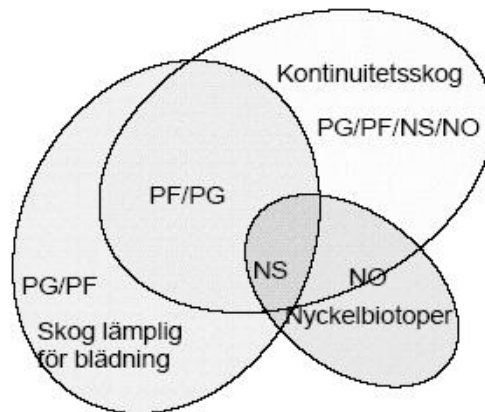 Kontinuitetsskog
PG/PF/NS/NO
PF/PG
NS
NO
PG/PF
Nyckelbiotoper
Skog lämplig
för blädning